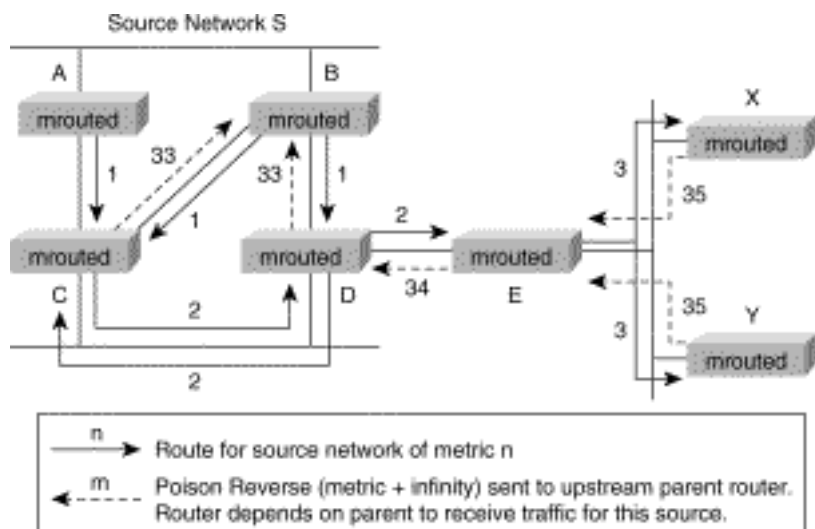 Source Network S
A
B
X
mrouted
mrouted
mrouted
33
3
1
33
1
35
1
2
mrouted
mrouted
mrouted
34
C
D
E
35
Y
2
3
mrouted
2
n
Route for source network of metric n
m
Poison Reverse (metric + infinity) sent to upstream parent router.
Router depends on parent to receive traffic for this source.